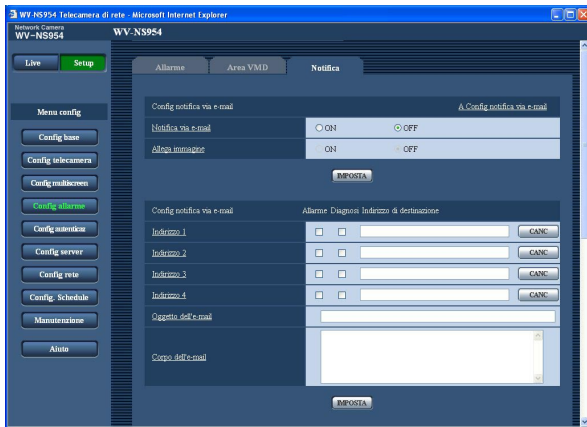 WV-NS954 Telecamera di rete - Microsoft Internet Explorer
Network Camera
WV-NS954
WV-NS954
Live Setup
Allarme Area VMD Notifica
Menu config
Config base
Config telecamera
Config multiscreen
Config allarme
Config autenticaz
Config server
Config rete
Config. Schedule
Manutenzione
Aiuto
Config notifica via e-mail A Config notifica via e-mail
Notifica via e-mail ON OFF
Allega immagine ON OFF
IMPOSTA
Config notifica via e-mail Allarme Diagnosi Indirizzo di destinazione
Indirizzo 1 CANC
Indirizzo 2 CANC
Indirizzo 3 CANC
Indirizzo 4 CANC
Oggetto dell'e-mail
Corpo dell'e-mail
IMPOSTA